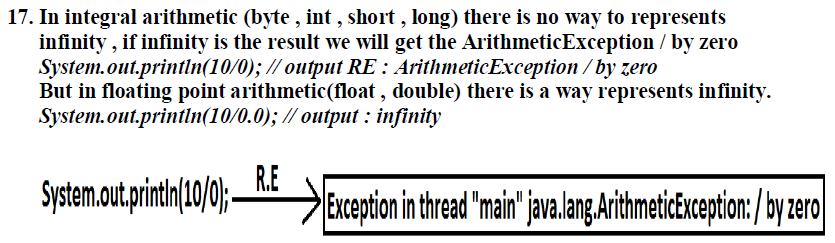 17. In integral arithmetic (byte , int , short , long) there is no way to represents
infinity , if infinity is the result we will get the ArithmeticException / by zero
System.out.println(10/0); // output RE : ArithmeticException / by zero
But in floating point arithmetic(float , double) there is a way represents infinity.
System.out.println(10/0.0); // output : infinity
System.out.println(10/0); R.E Exception in thread "main" java.lang.ArithmeticException: / by zero